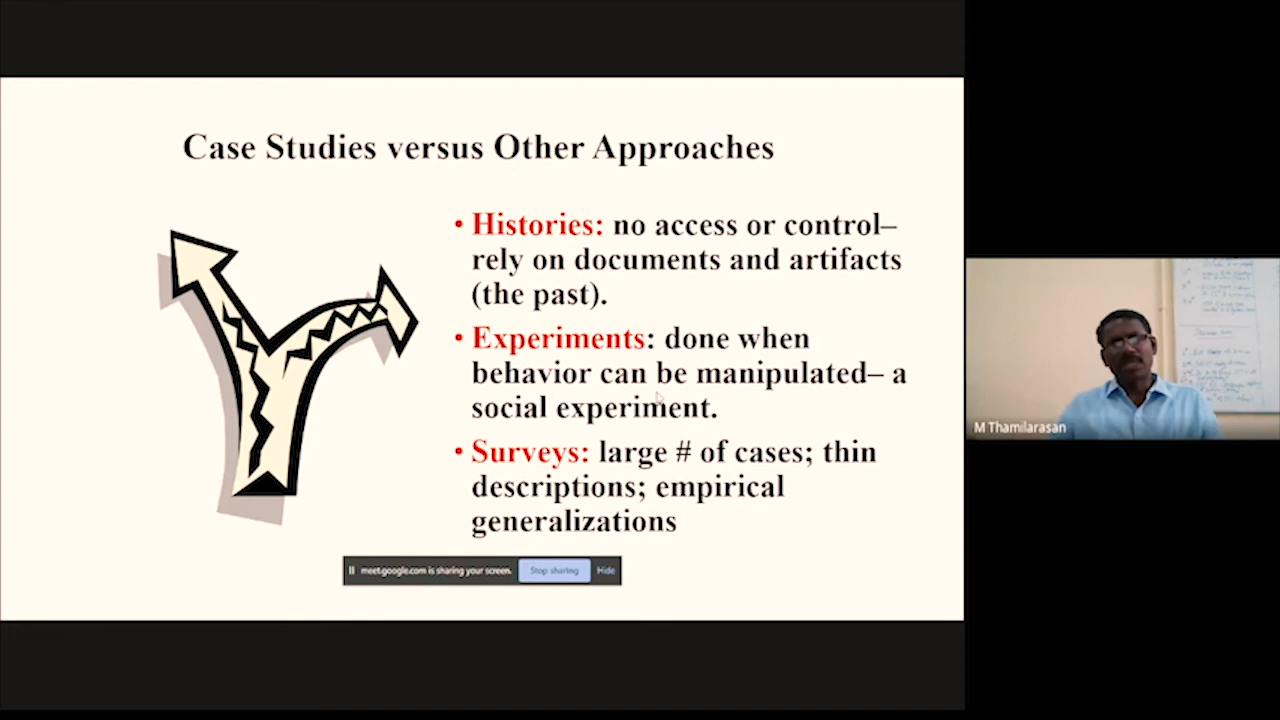 Case Studies versus Other Approaches
• Histories: no access or control–
rely on documents and artifacts
(the past).
• Experiments: done when
behavior can be manipulated– a
social experiment.
• Surveys: large # of cases; thin
descriptions; empirical
generalizations
meet.google.com is sharing your screen. Stop sharing Hide
M Thamilarasan